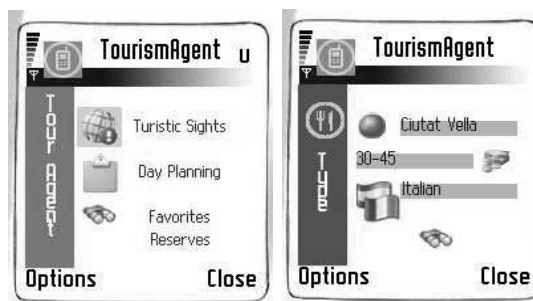 TourismAgent U
Tour Agent
Turistic Sights
Day Planning
Favorites
Reserves
Options Close
TourismAgent
Type
Ciutat Vella
30-45
Italian
Options Close